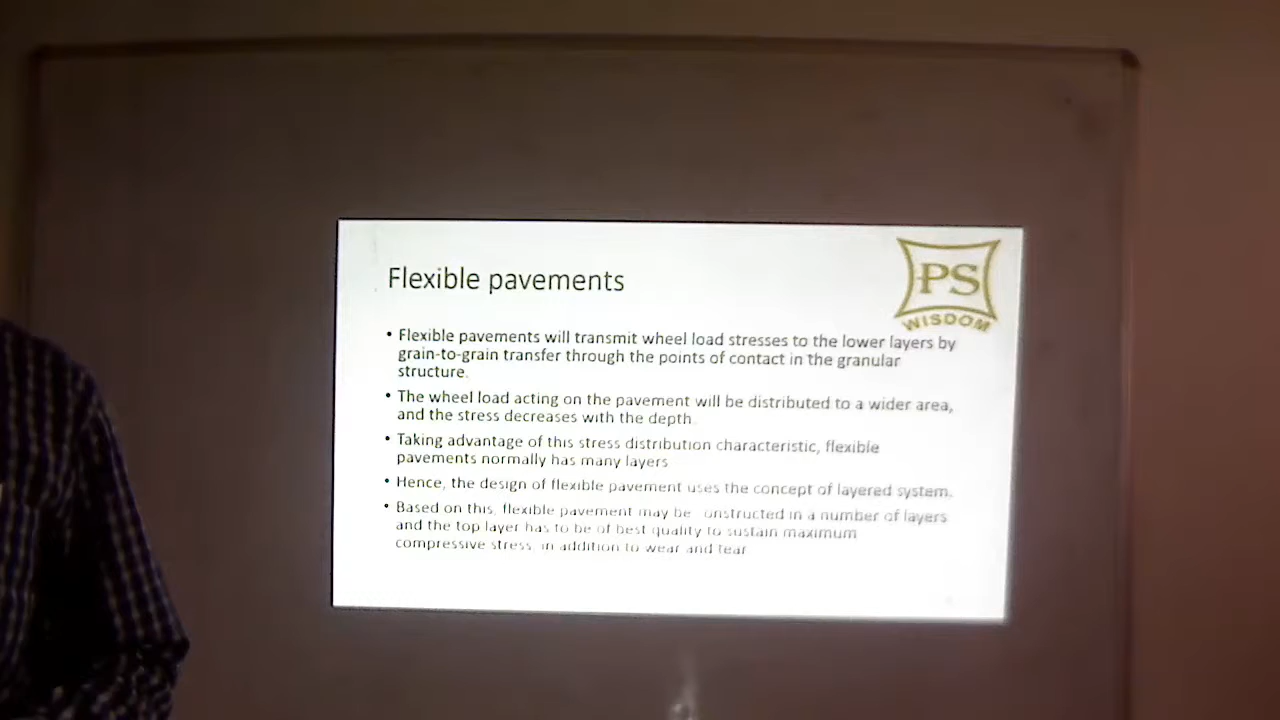 PS
WISDOM
Flexible pavements
• Flexible pavements will transmit wheel load stresses to the lower layers by
grain-to-grain transfer through the points of contact in the granular
structure.
• The wheel load acting on the pavement will be distributed to a wider area,
and the stress decreases with the depth.
• Taking advantage of this stress distribution characteristic, flexible
pavements normally has many layers
• Hence, the design of flexible pavement uses the concept of layered system.
• Based on this, flexible pavement may be in a number of layers
and the top layer has to be of best quality to sustain maximum
compressive stress, in addition to wear and tear